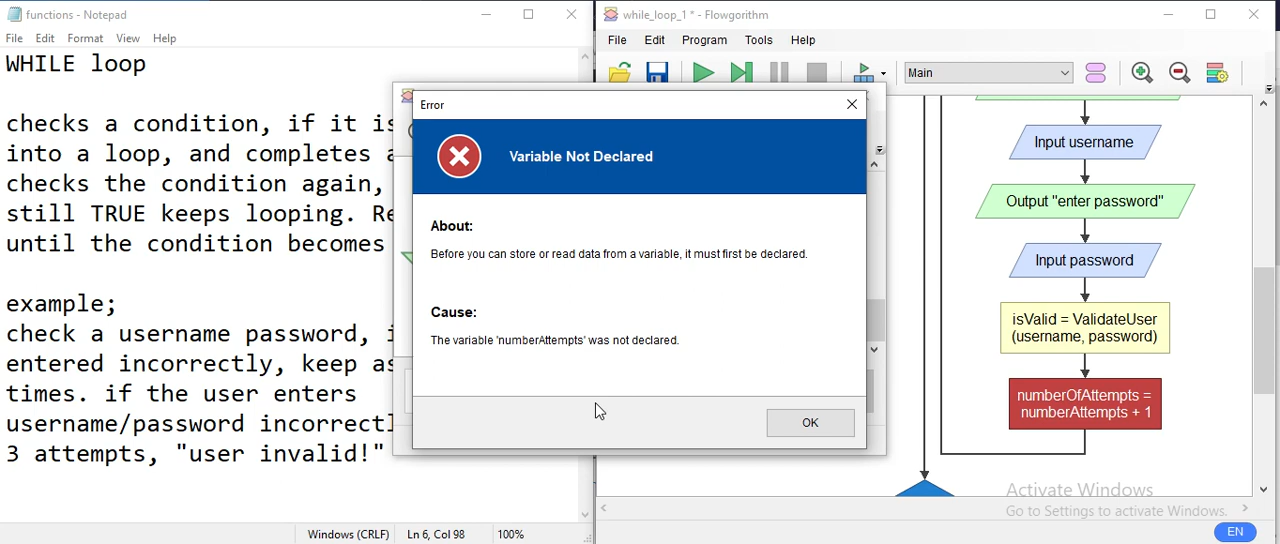 functions - Notepad
File Edit Format View Help
WHILE loop
checks a condition, if it is
into a loop, and completes a
checks the condition again,
still TRUE keeps looping. Re
until the condition becomes
example;
check a username password, i
entered incorrectly, keep as
times. if the user enters
username/password incorrectl
3 attempts, "user invalid!"
Windows (CRLF) Ln 6, Col 98 100%
while_loop_1 * - Flowgorithm
File Edit Program Tools Help
Main
Error
Variable Not Declared
About:
Before you can store or read data from a variable, it must first be declared.
Cause:
The variable 'numberAttempts' was not declared.
OK
Input username
Output "enter password"
Input password
isValid = ValidateUser
(username, password)
numberOfAttempts =
numberAttempts + 1
Activate Windows
Go to Settings to activate Windows.
EN